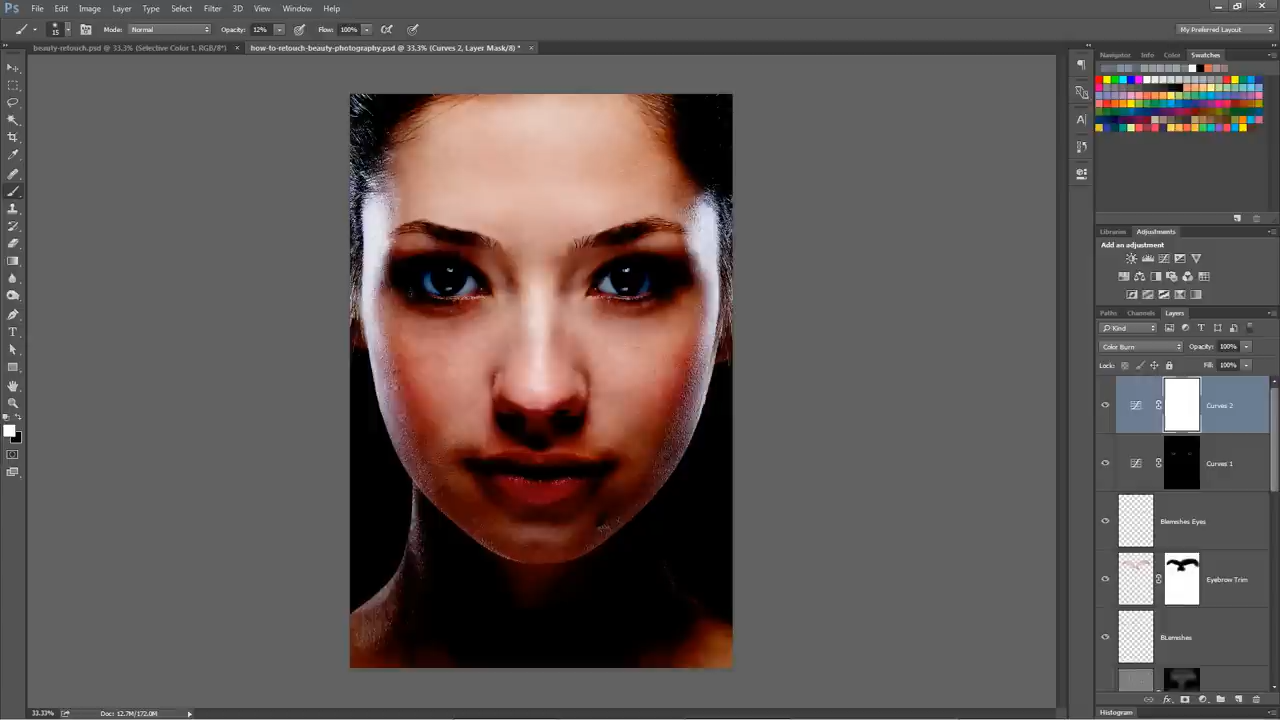 Ps File Edit Image Layer Type Select Filter 3D View Window Help
15 Mode: Normal Opacity: 12% Flow: 100% My Preferred Layout
beauty-retouch.psd @ 33.3% (Selective Color 1, RGB/8*) × how-to-retouch-beauty-photography.psd @ 33.3% (Curves 2, Layer Mask/8) * ×
Navigator Info Color Swatches
Libraries Adjustments
Add an adjustment
Paths Channels Layers
Kind
Color Burn Opacity: 100%
Lock: Fill: 100%
Curves 2
Curves 1
Blemishes Eyes
Eyebrow Trim
BLemishes
33.33% Doc: 12.7M/172.0M
Histogram